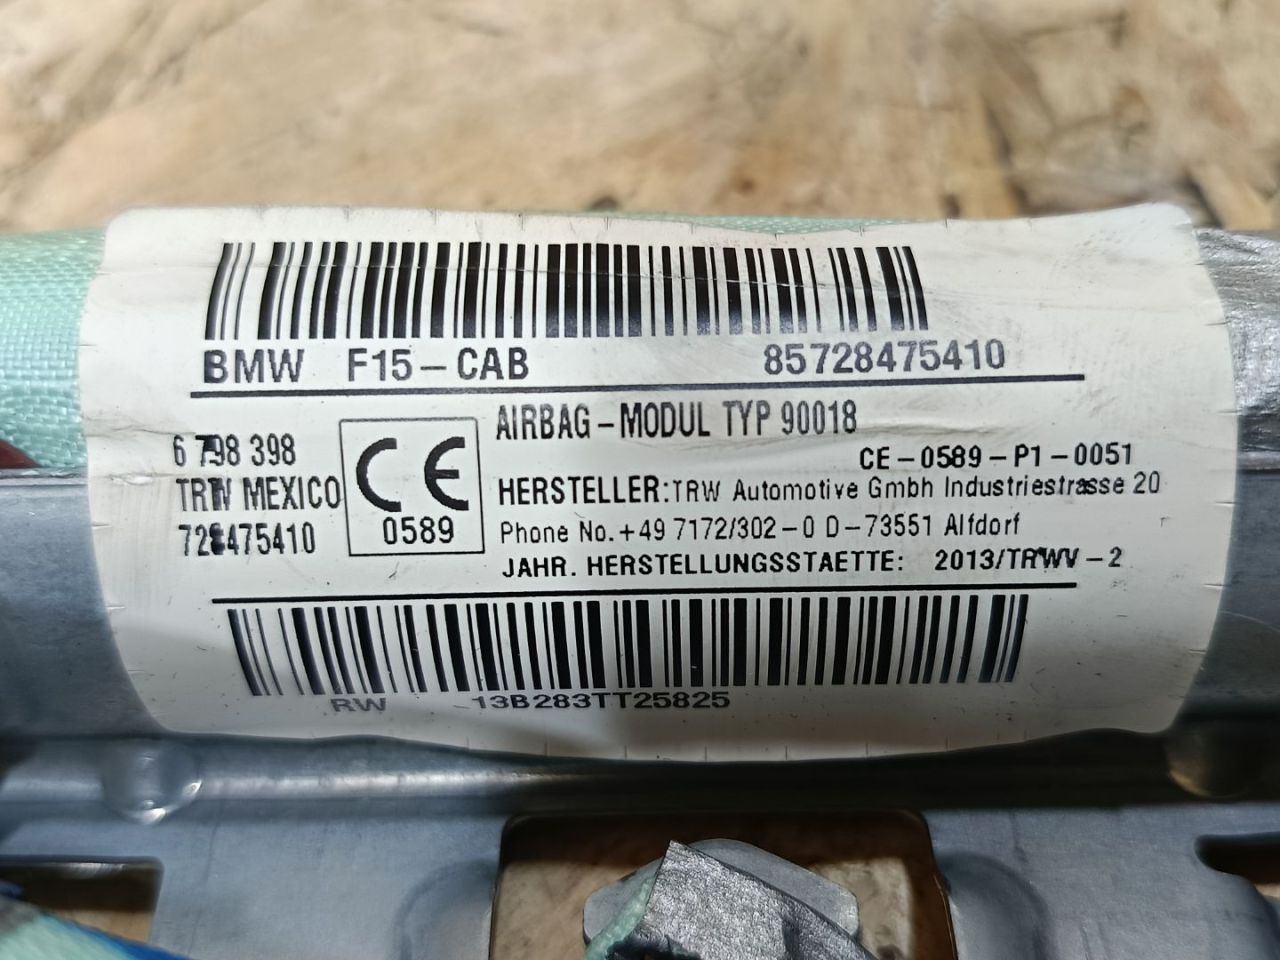 BMW F15-CAB 85728475410
AIRBAG-MODUL TYP 90018
6 798 398
CE-0589-P1-0051
TRW MEXICO
HERSTELLER: TRW Automotive Gmbh Industriestrasse 20
728475410
CE
0589
Phone No. +49 7172/302-0 D-73551 Alfdorf
JAHR. HERSTELLUNGSSTAETTE: 2013/TRWV-2
RW 13B283TT25825